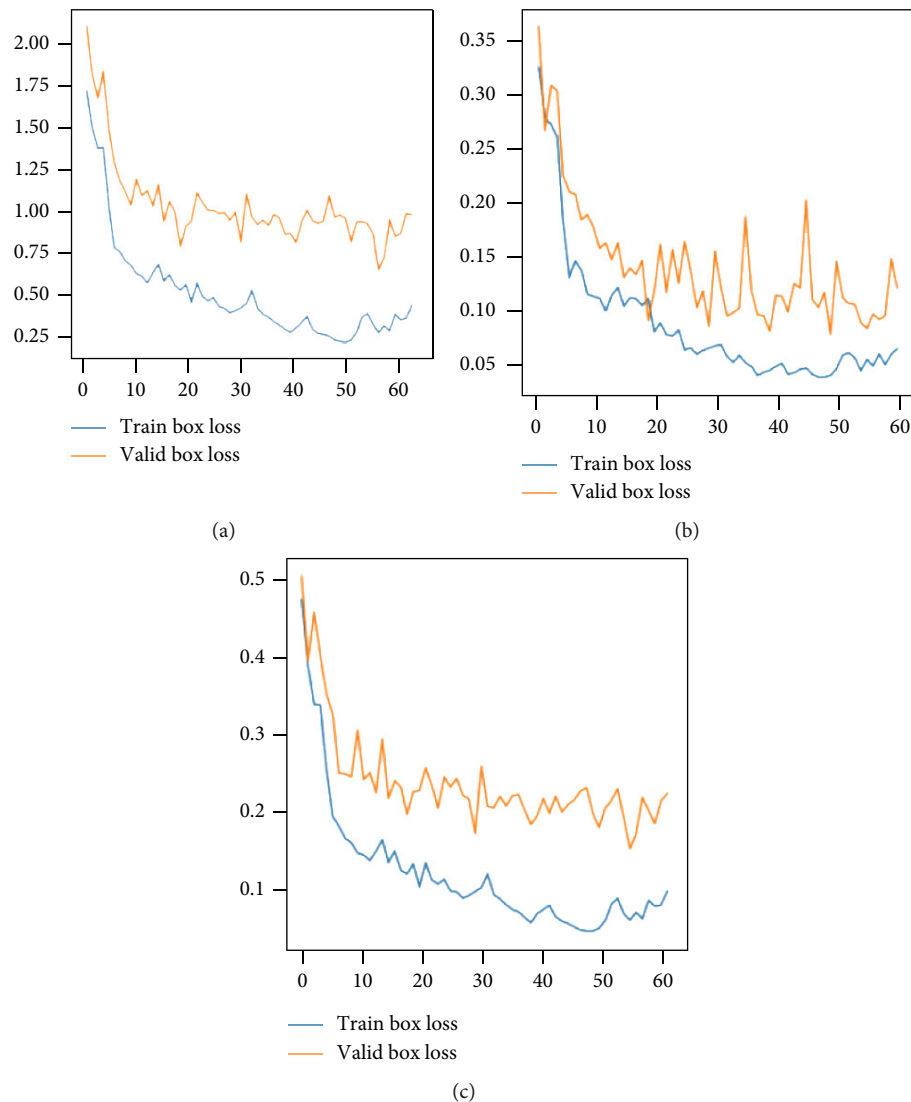 2.00
1.75
1.50
1.25
1.00
0.75
0.50
0.25
0 10 20 30 40 50 60
Train box loss
Valid box loss
(a)
0.35
0.30
0.25
0.20
0.15
0.10
0.05
0 10 20 30 40 50 60
Train box loss
Valid box loss
(b)
0.5
0.4
0.3
0.2
0.1
0 10 20 30 40 50 60
Train box loss
Valid box loss
(c)